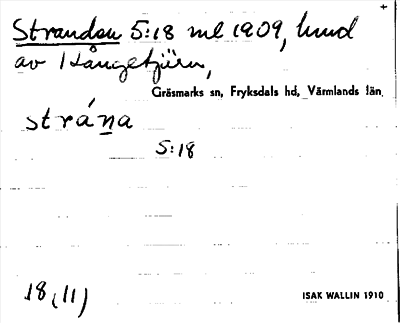 Stranden 5:18 ml 1909, lund
av Hångetjärn,
Gräsmarks sn, Fryksdals hd, Värmlands län
strána
5:18
18, (11)
ISAK WALLIN 1910